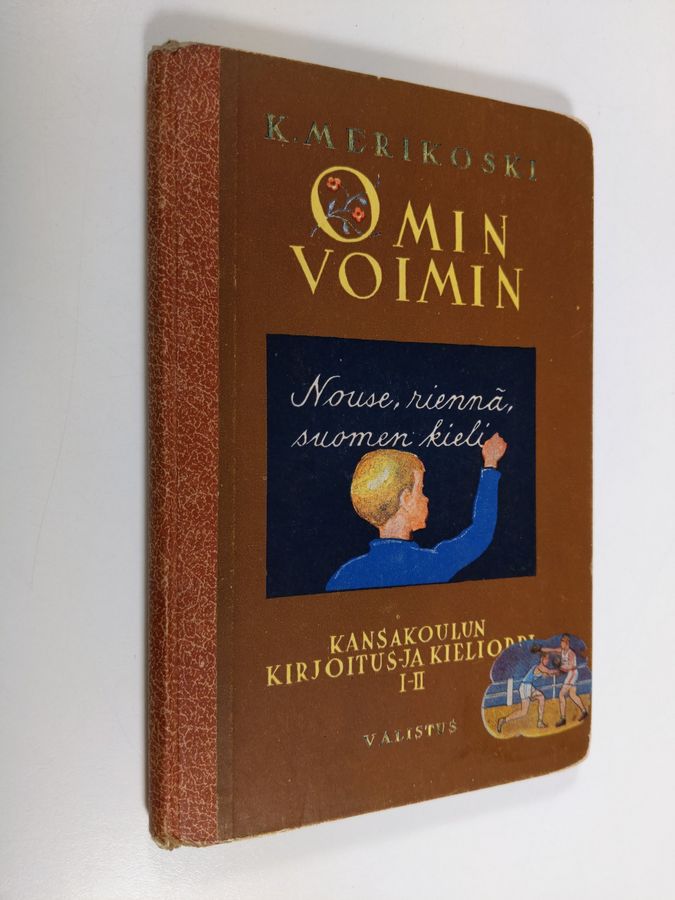 K. MERIKOSKI
OMIN
VOIMIN
Nouse, riennä,
suomen kieli
KANSAKOULUN
KIRJOITUS- JA KIELIOPPI
I-II
VALISTUS